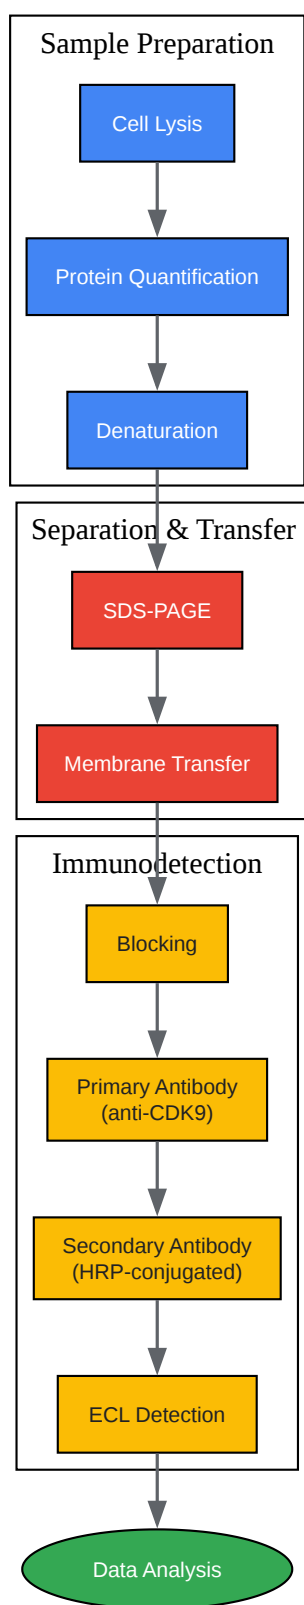 Sample Preparation
Cell Lysis
Protein Quantification
Denaturation
Separation & Transfer
SDS-PAGE
Membrane Transfer
Immunodetection
Blocking
Primary Antibody
(anti-CDK9)
Secondary Antibody
(HRP-conjugated)
ECL Detection
Data Analysis